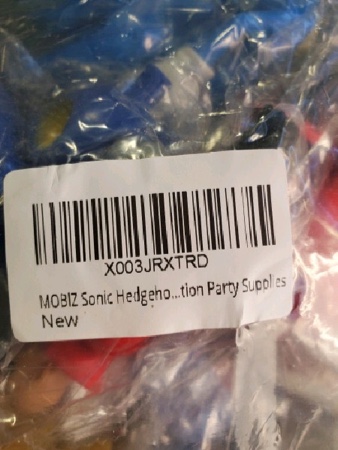 X003JRXTRD
MOBIZ Sonic Hedgeho...tion Party Supplies
New